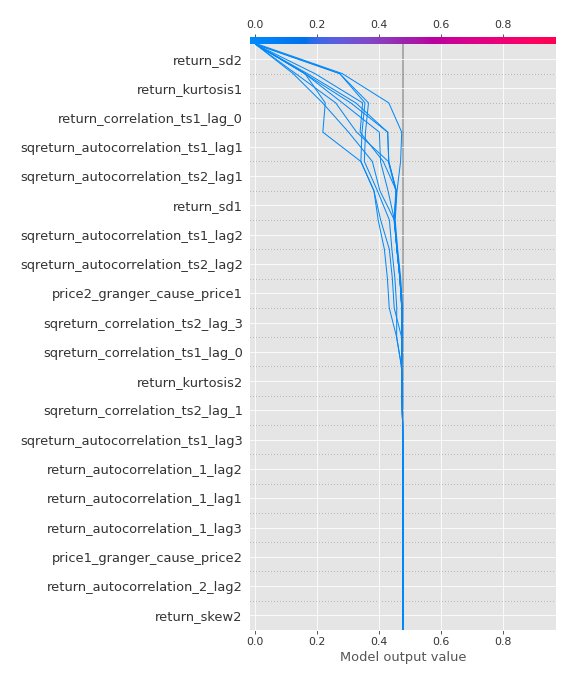 0.0 0.2 0.4 0.6 0.8
return_sd2
return_kurtosis1
return_correlation_ts1_lag_0
sqreturn_autocorrelation_ts1_lag1
sqreturn_autocorrelation_ts2_lag1
return_sd1
sqreturn_autocorrelation_ts1_lag2
sqreturn_autocorrelation_ts2_lag2
price2_granger_cause_price1
sqreturn_correlation_ts2_lag_3
sqreturn_correlation_ts1_lag_0
return_kurtosis2
sqreturn_correlation_ts2_lag_1
sqreturn_autocorrelation_ts1_lag3
return_autocorrelation_1_lag2
return_autocorrelation_1_lag1
return_autocorrelation_1_lag3
price1_granger_cause_price2
return_autocorrelation_2_lag2
return_skew2
0.0 0.2 0.4 0.6 0.8
Model output value